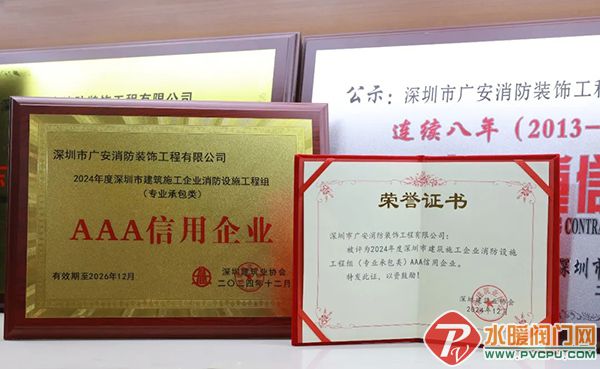 装饰工程有限公司
深圳市广安消防装饰工程有限公司
2024年度深圳市建筑施工企业消防设施工程组
(专业承包类)
AAA信用企业
有效期至2026年12月
深圳建筑业协会
二〇二四年十二月
公示:深圳市广安消防装饰工
连续八年(2013-
CONTRA
深圳
荣誉证书
深圳市广安消防装饰工程有限公司:
被评为2024年度深圳市建筑施工企业消防设施
工程组(专业承包类)AAA信用企业。
特发此证,以资鼓励!
深圳建筑业协会
2024年12月
PV 水暖阀门网
www.PVCPU.com